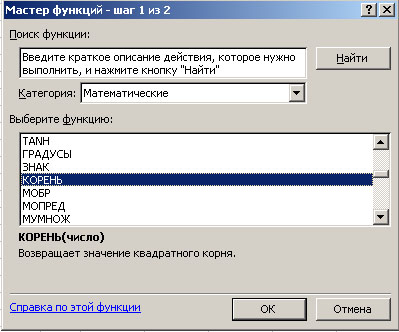 Мастер функций - шаг 1 из 2
Поиск функции:
Введите краткое описание действия, которое нужно
выполнить, и нажмите кнопку "Найти"
Найти
Категория: Математические
Выберите функцию:
TANH
ГРАДУСЫ
ЗНАК
КОРЕНЬ
МОБР
МОПРЕД
МУМНОЖ
КОРЕНЬ(число)
Возвращает значение квадратного корня.
Справка по этой функции
ОК
Отмена